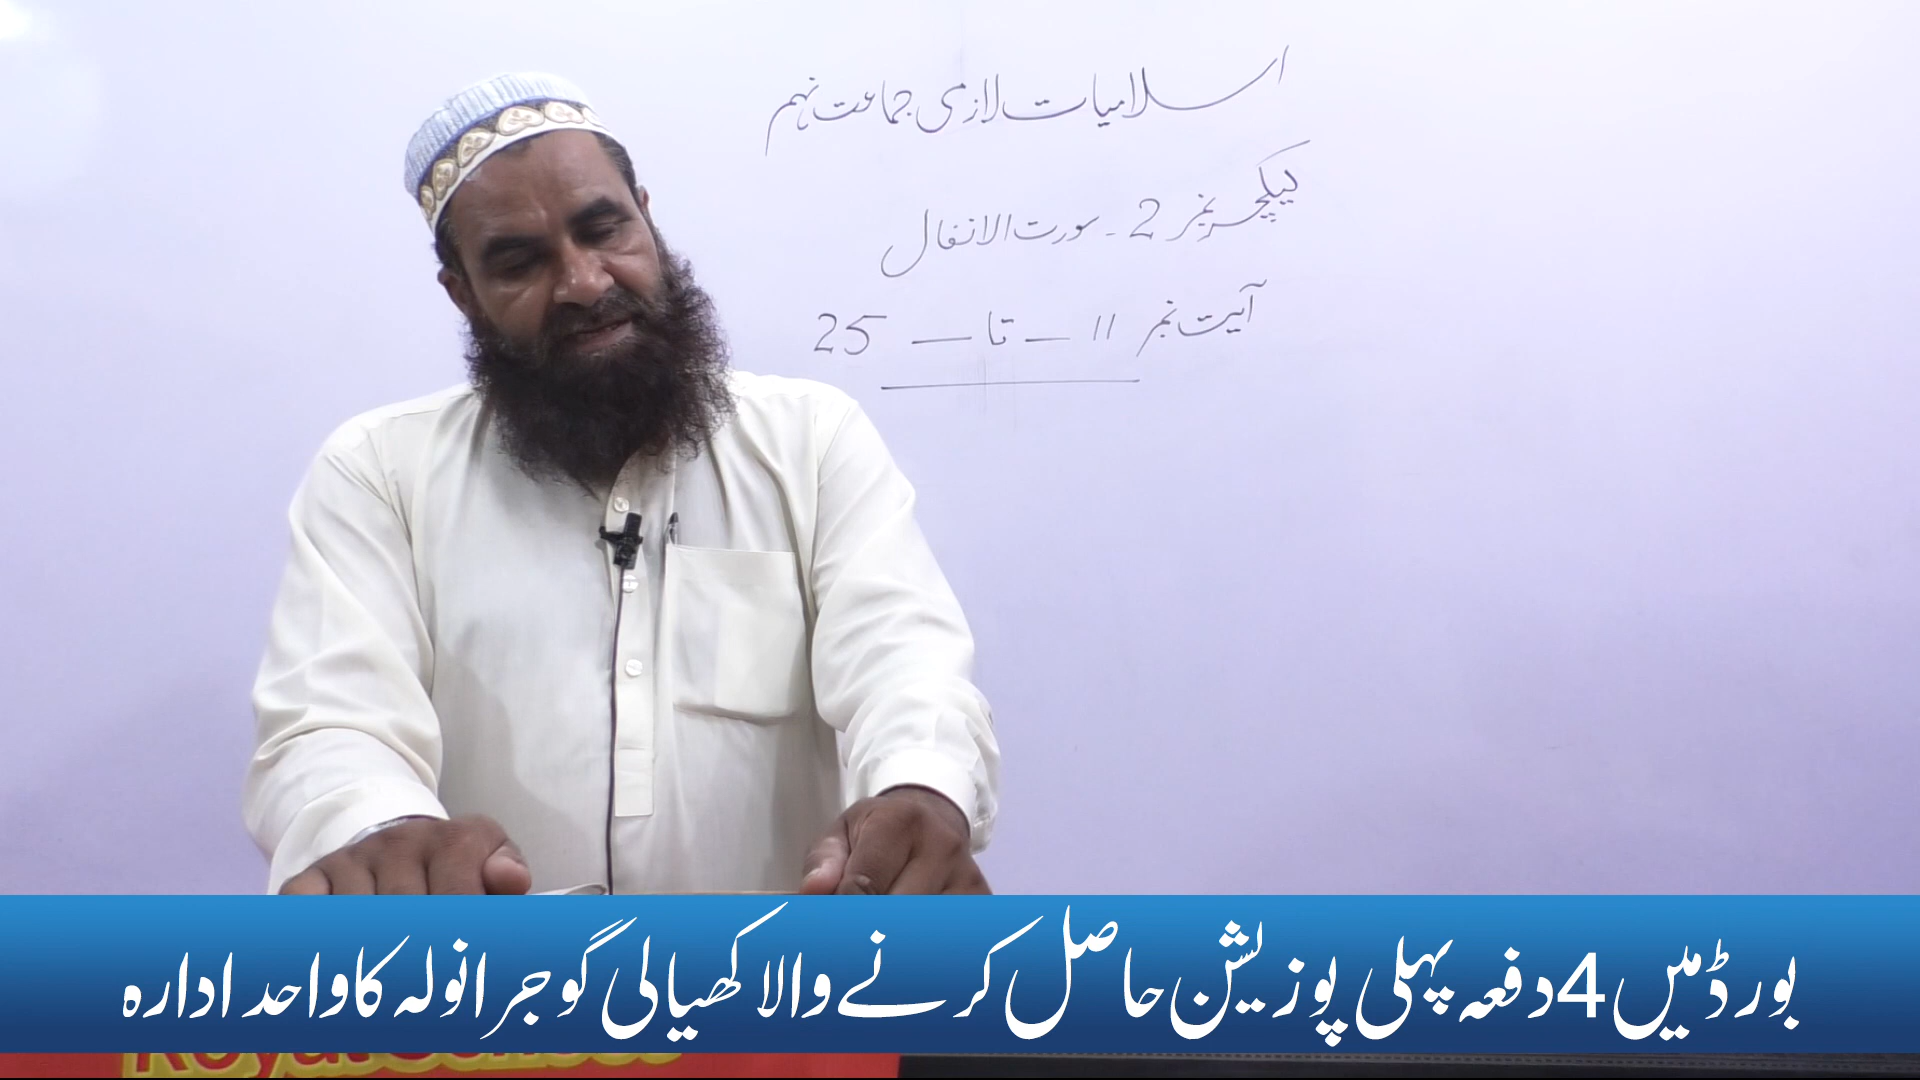 اسلامیات لازمی جماعت نہم
لیکچر نمبر 2 - سورت الانفال
آیت نمبر 11 — تا — 25
بورڈ میں 4 دفعہ پہلی پوزیشن حاصل کرنے والا کھیالی گوجرانولہ کا واحد ادارہ
Royal